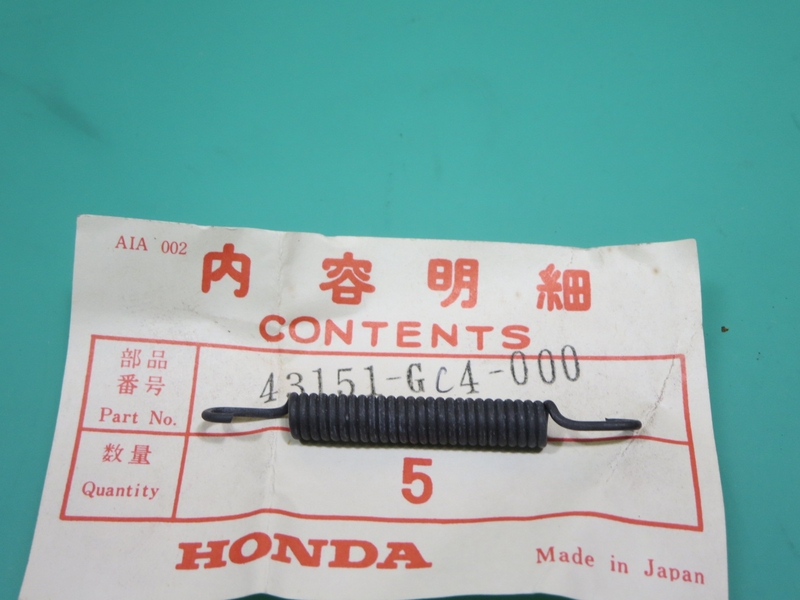 AIA 002
内容明細
CONTENTS
部品
番号
Part No.
43151-GC4-000
数量
Quantity
5
HONDA
Made in Japan